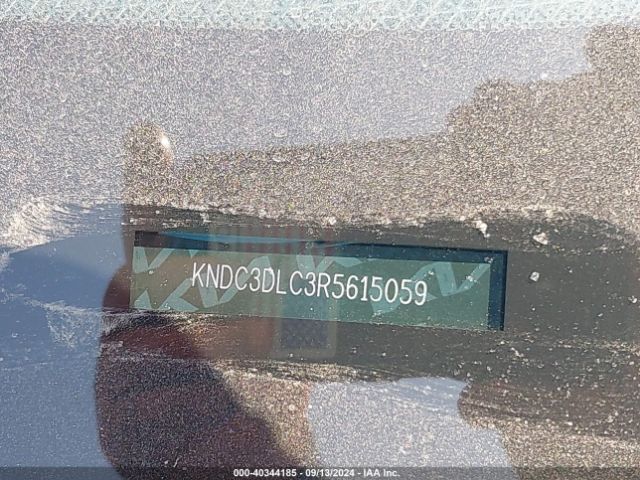 KNDC3DLC3R5615059
000-40344185 - 09/13/2024 - IAA Inc.